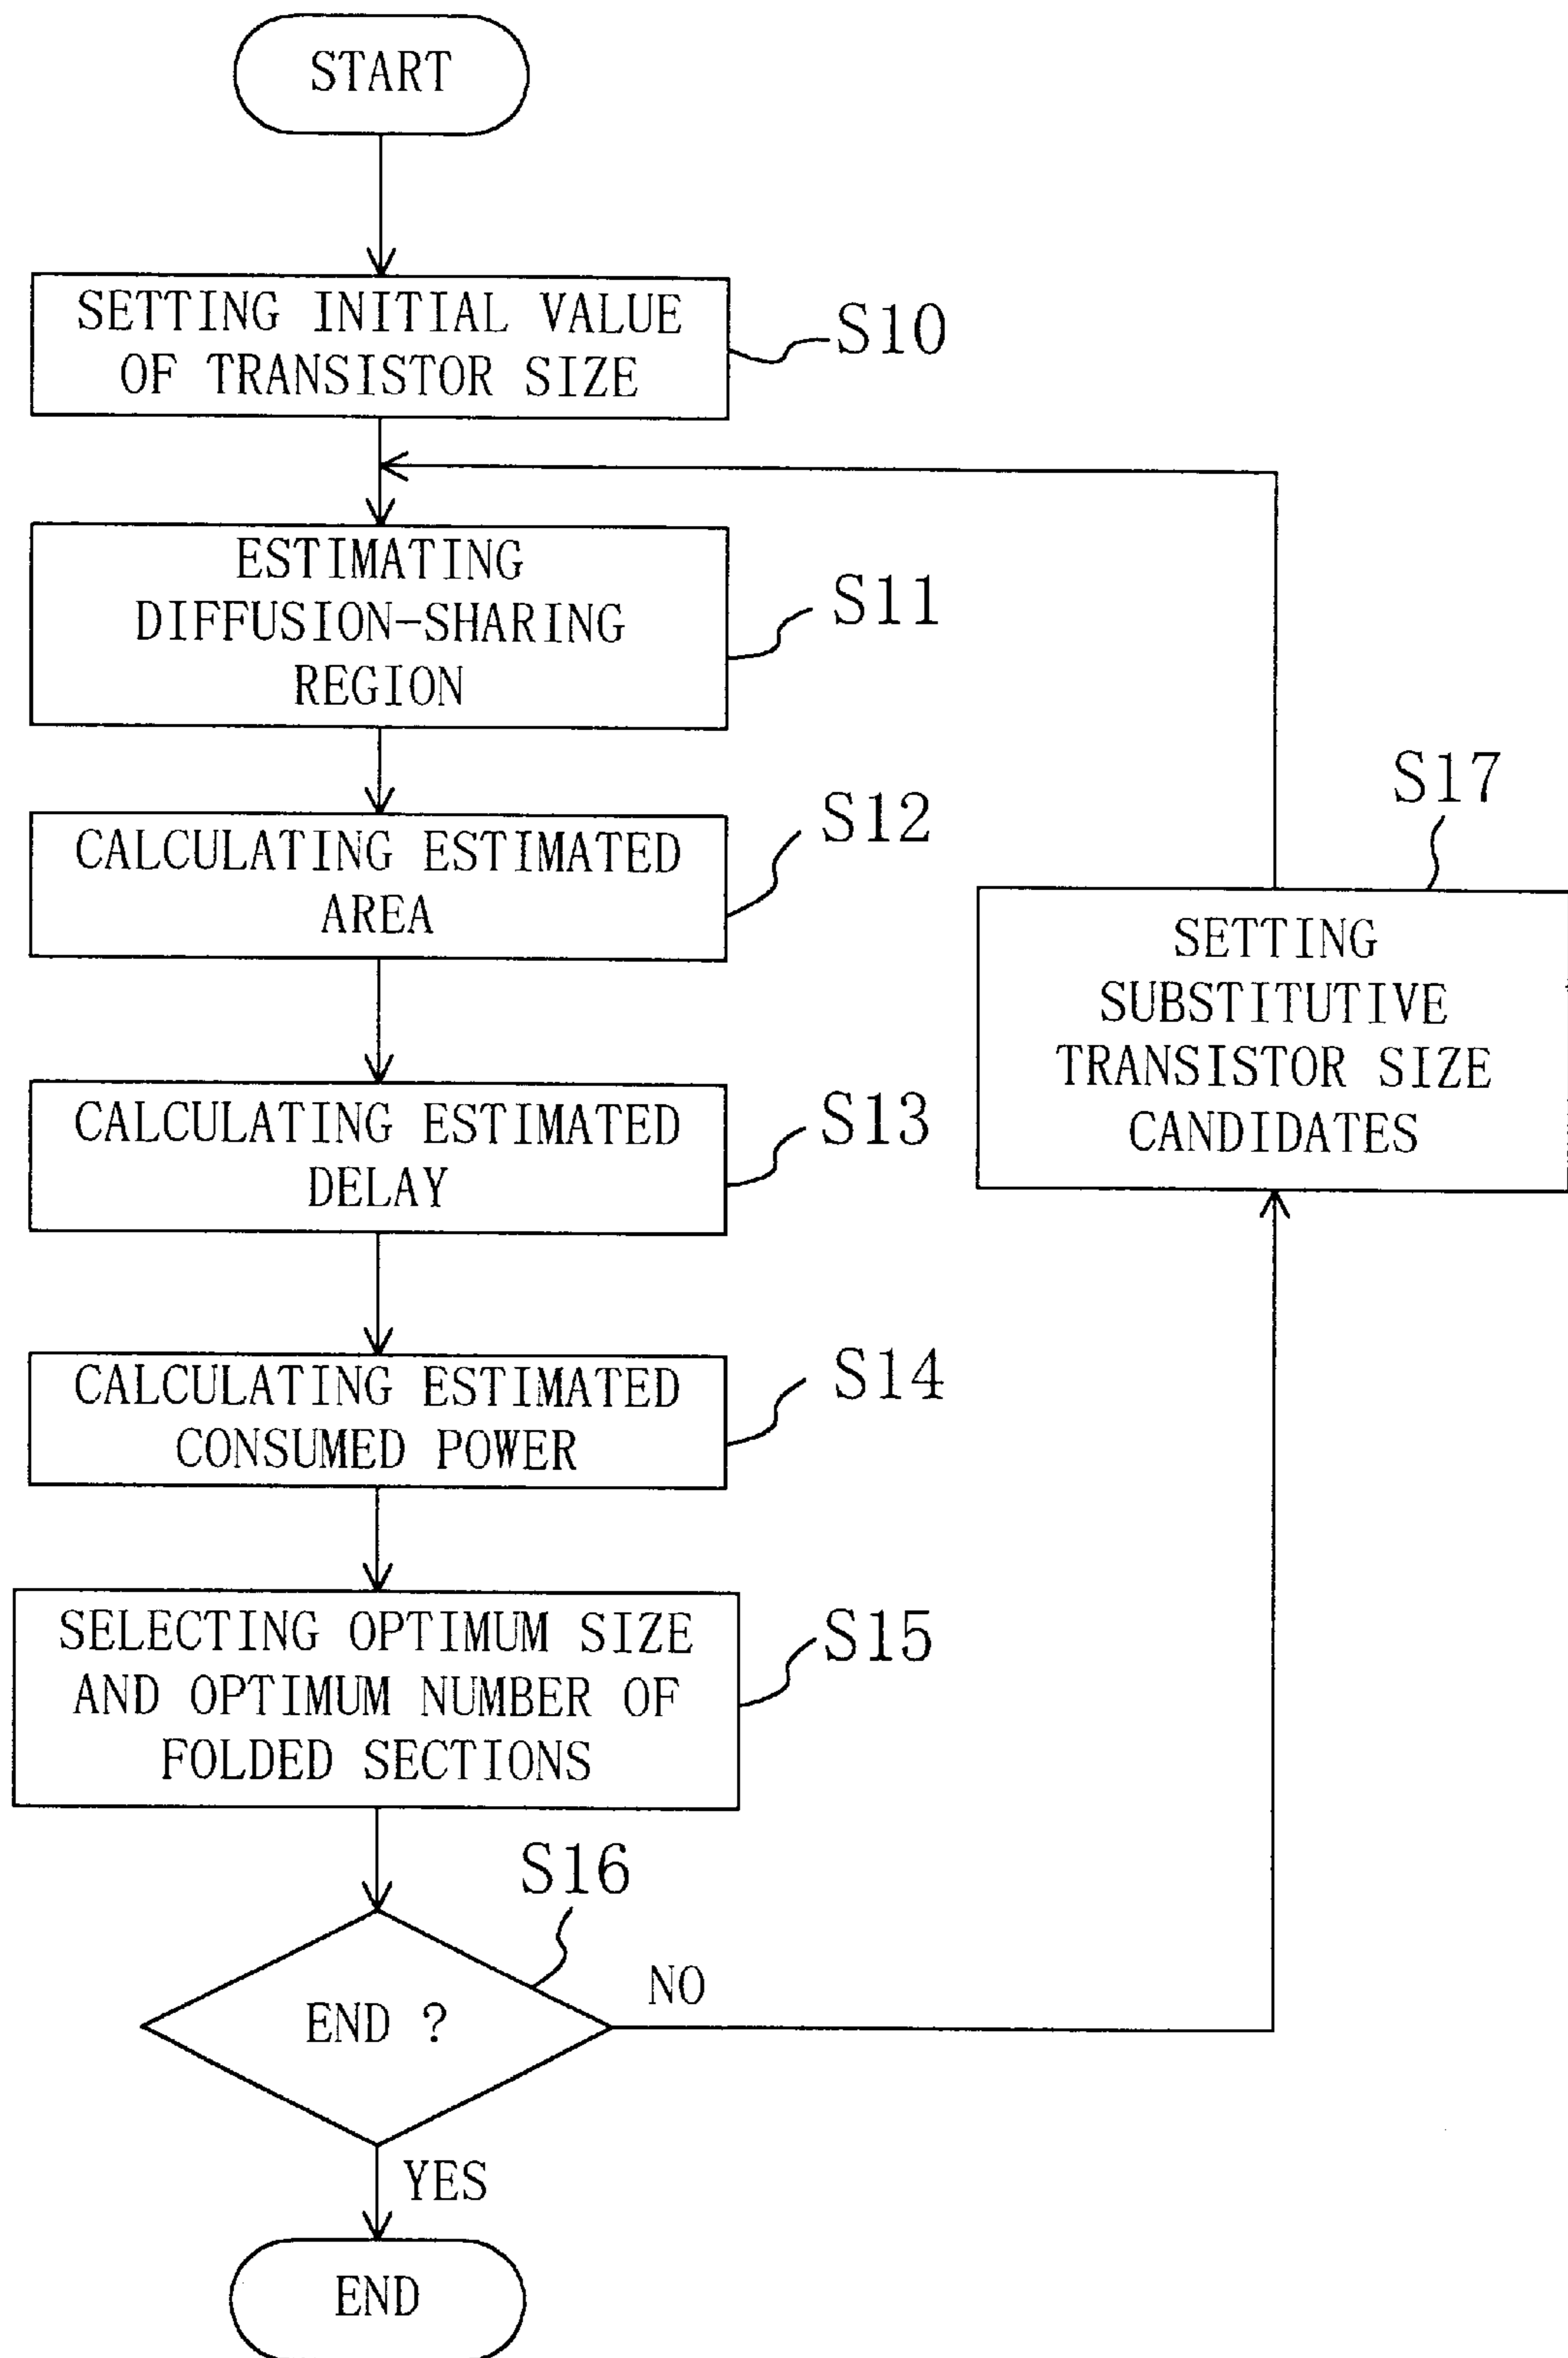 START
SETTING INITIAL VALUE
OF TRANSISTOR SIZE
S10
ESTIMATING
DIFFUSION-SHARING
REGION
S11
CALCULATING ESTIMATED
AREA
S12
CALCULATING ESTIMATED
DELAY
S13
CALCULATING ESTIMATED
CONSUMED POWER
S14
SELECTING OPTIMUM SIZE
AND OPTIMUM NUMBER OF
FOLDED SECTIONS
S15
END ?
S16
NO
YES
END
S17
SETTING
SUBSTITUTIVE
TRANSISTOR SIZE
CANDIDATES